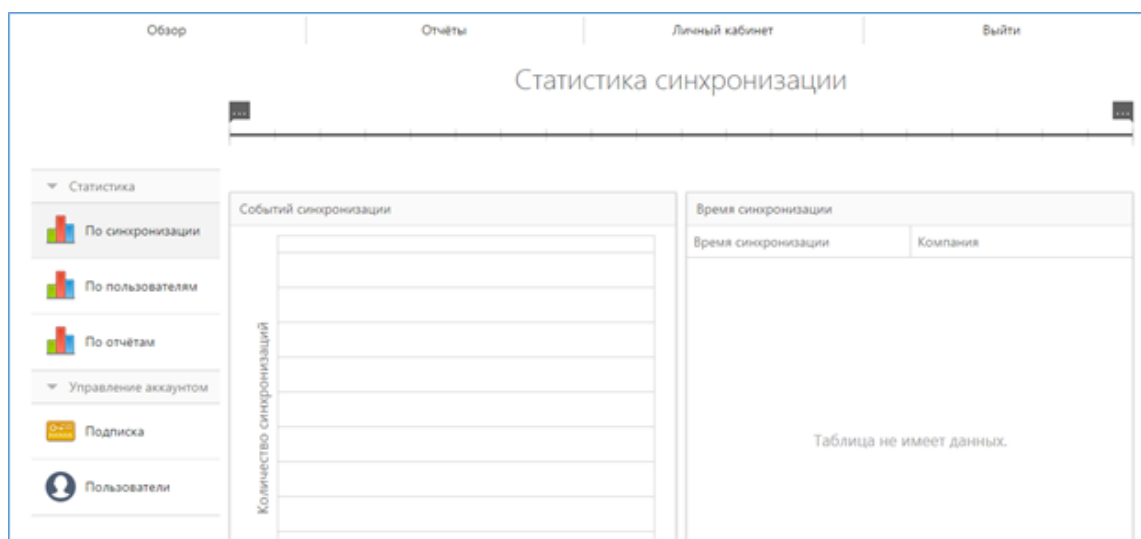 Обзор
Отчёты
Личный кабинет
Выйти
Статистика синхронизации
...
...
Статистика
По синхронизации
По пользователям
По отчётам
Управление аккаунтом
Подписка
Пользователи
Событий синхронизации
Количество синхронизаций
Время синхронизации
Время синхронизации
Компания
Таблица не имеет данных.